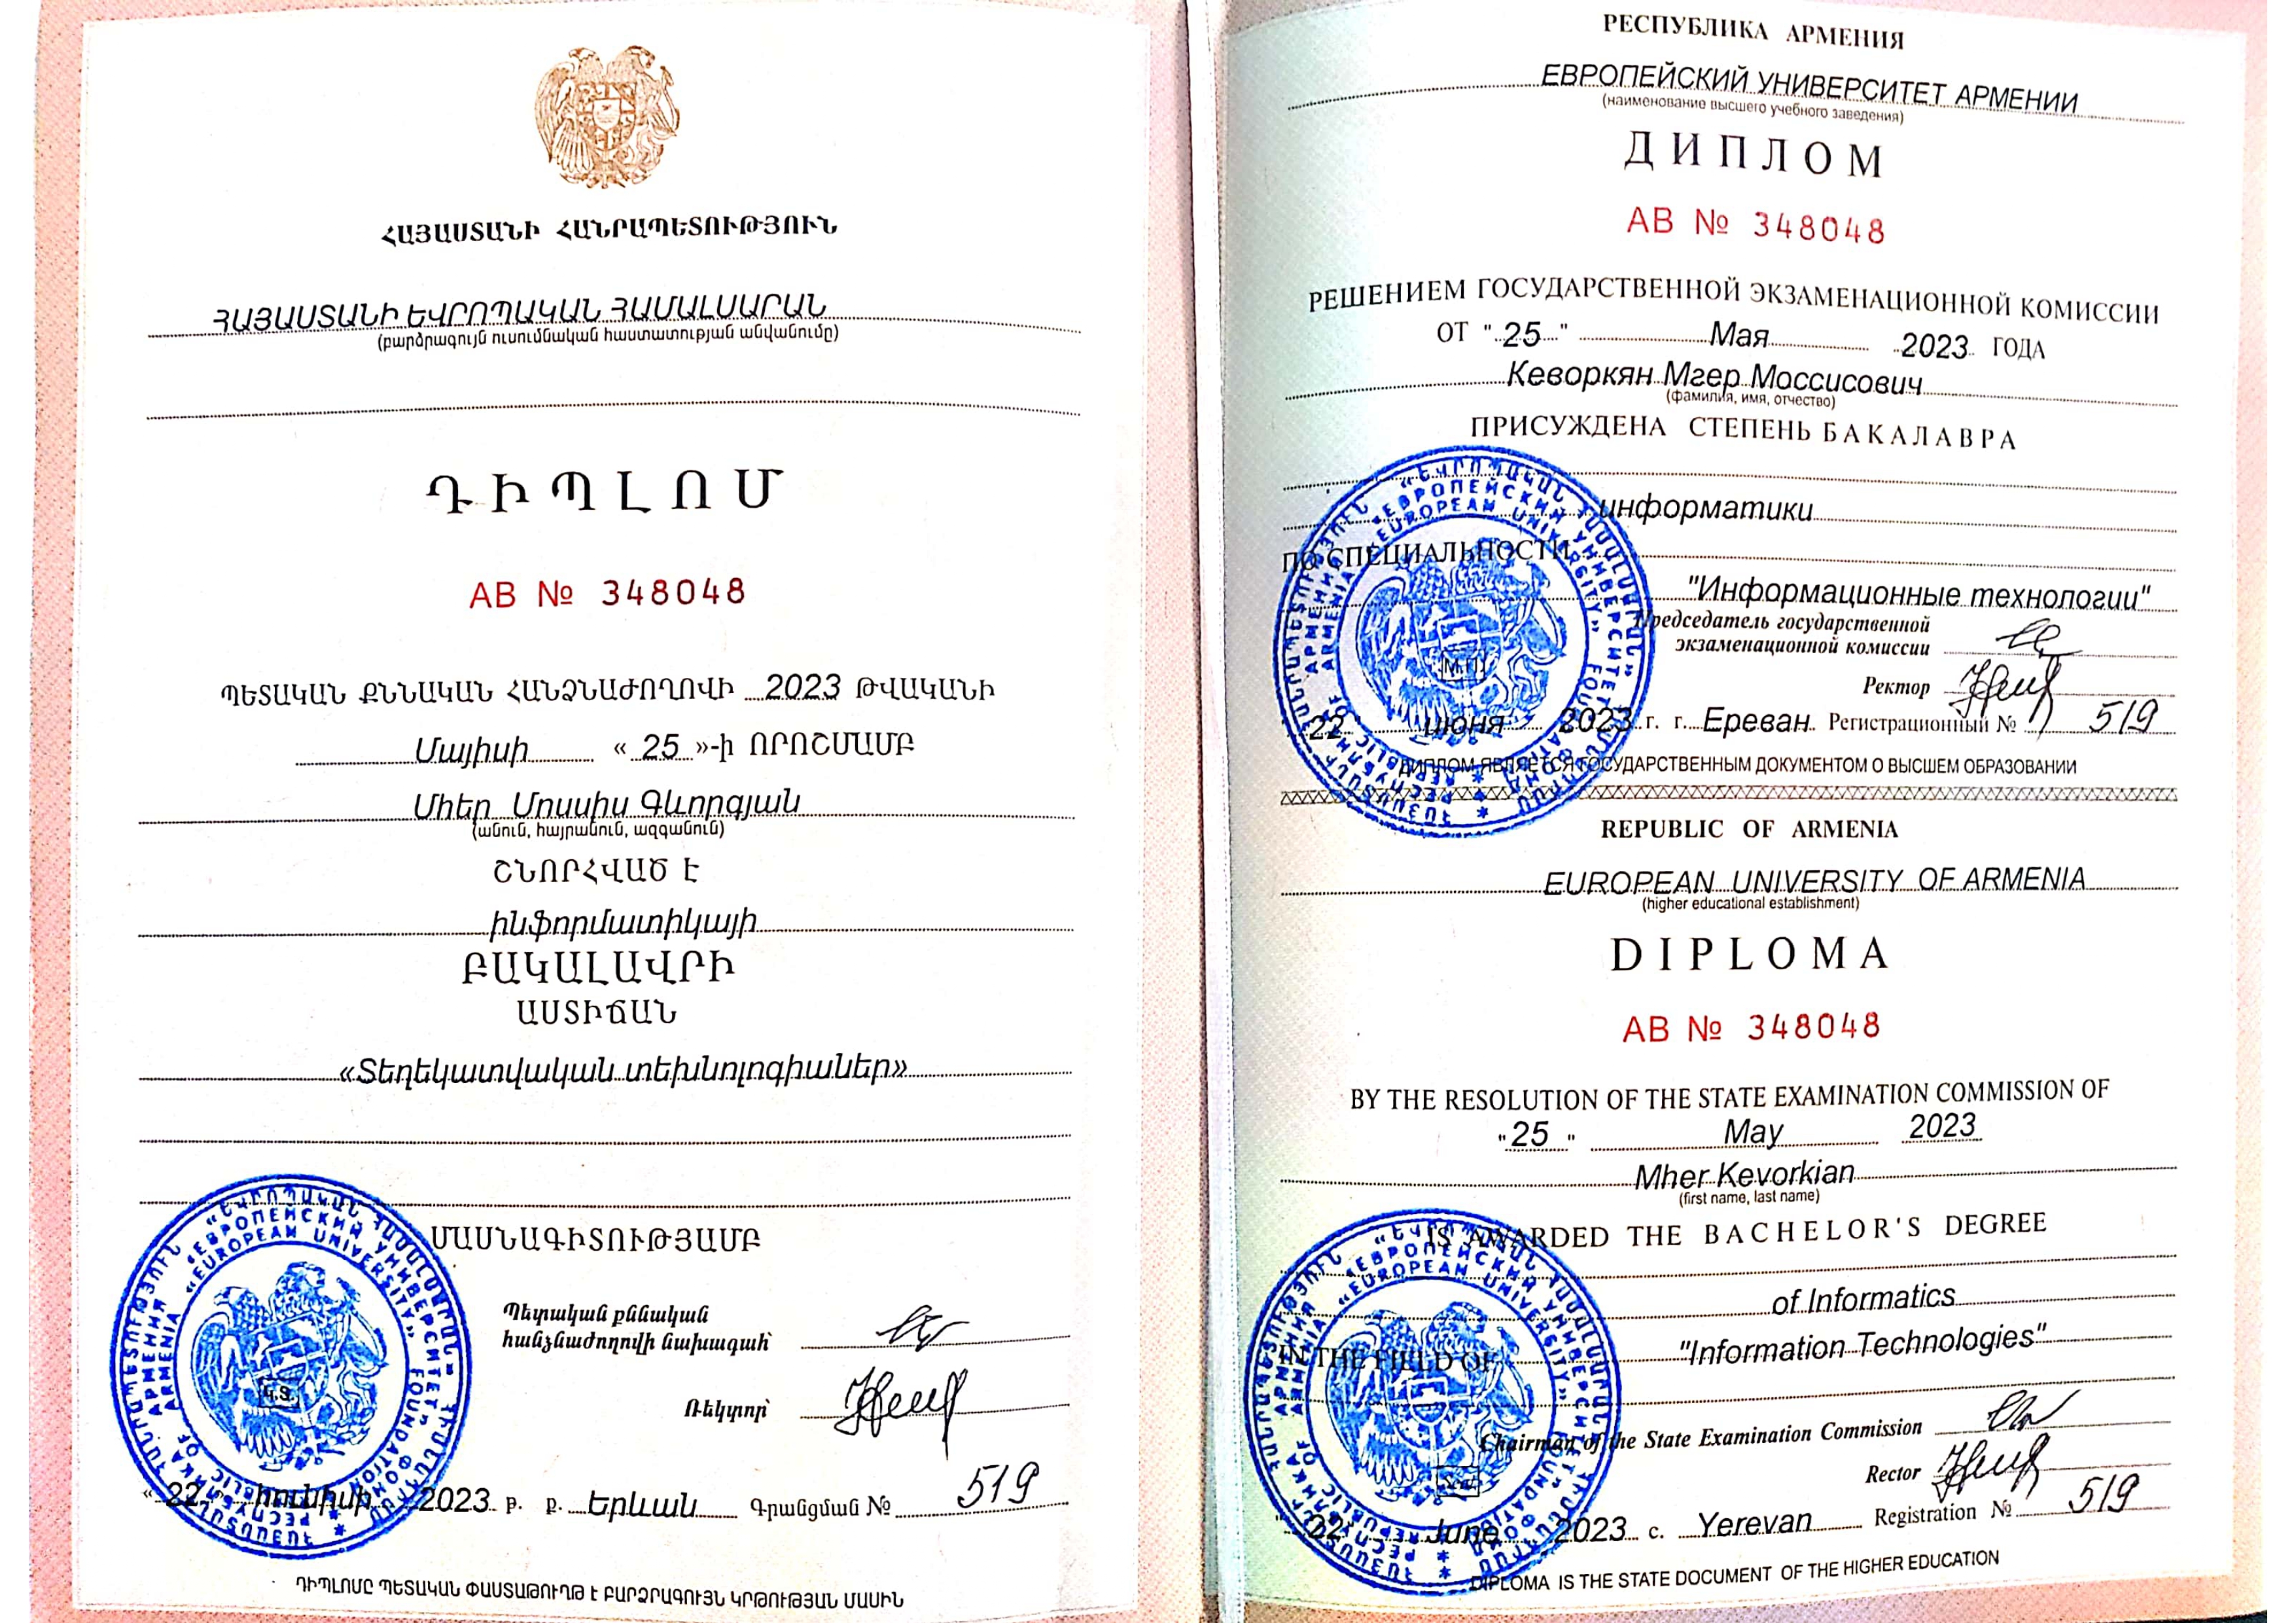 ՀԱՅԱՍՏԱՆԻ ՀԱՆՐԱՊԵՏՈՒԹՅՈՒՆ
ՀԱՅԱՍՏԱՆԻ ԵՎՐՈՊԱԿԱՆ ՀԱՄԱԼՍԱՐԱՆ
(բարձրագույն ուսումնական հաստատության անվանումը)
ԴԻՊԼՈՄ
AB № 348048
ՊԵՏԱԿԱՆ ՔՆՆԱԿԱՆ ՀԱՆՁՆԱԺՈՂՈՎԻ 2023 ԹՎԱԿԱՆԻ
Մայիսի « 25 »-ի ՈՐՈՇՄԱՄԲ
Միեր Մոսսիս Գևորգյան
(անուն, հայրանուն, ազգանուն)
ՇՆՈՐՀՎԱԾ Է
ինֆորմատիկայի
ԲԱԿԱԼԱՎՐԻ
ԱՍՏԻՃԱՆ
«Տեղեկատվական տեխնոլոգիաներ»
ՄԱՍՆԱԳԻՏՈՒԹՅԱՄԲ
Պետական քննական
հանձնաժողովի նախագահ՝
Ռեկտոր՝
Կ.Տ.
« 22 » հունիսի 2023 թ. ք. Երևան Գրանցման № 519
ԴԻՊԼՈՄԸ ՊԵՏԱԿԱՆ ՓԱՍՏԱԹՈՒՂԹ Է ԲԱՐՁՐԱԳՈՒՅՆ ԿՐԹՈՒԹՅԱՆ ՄԱՍԻՆ
РЕСПУБЛИКА АРМЕНИЯ
ЕВРОПЕЙСКИЙ УНИВЕРСИТЕТ АРМЕНИИ
(наименование высшего учебного заведения)
ДИПЛОМ
AB № 348048
РЕШЕНИЕМ ГОСУДАРСТВЕННОЙ ЭКЗАМЕНАЦИОННОЙ КОМИССИИ
ОТ " 25 " Мая 2023 ГОДА
Кеворкян Мгер Моссисович
(фамилия, имя, отчество)
ПРИСУЖДЕНА СТЕПЕНЬ БАКАЛАВРА
информатики
ПО СПЕЦИАЛЬНОСТИ
"Информационные технологии"
Председатель государственной
экзаменационной комиссии
М.П.
Ректор
22 июня 2023 г. г. Ереван Регистрационный № 519
ДИПЛОМ ЯВЛЯЕТСЯ ГОСУДАРСТВЕННЫМ ДОКУМЕНТОМ О ВЫСШЕМ ОБРАЗОВАНИИ
REPUBLIC OF ARMENIA
EUROPEAN UNIVERSITY OF ARMENIA
(higher educational establishment)
DIPLOMA
AB № 348048
BY THE RESOLUTION OF THE STATE EXAMINATION COMMISSION OF
" 25 " May 2023
Mher Kevorkian
(first name, last name)
IS AWARDED THE BACHELOR'S DEGREE
of Informatics
IN THE FIELD OF "Information Technologies"
Chairman of the State Examination Commission
Rector
" 22 " June 2023 c. Yerevan Registration № 519
DIPLOMA IS THE STATE DOCUMENT OF THE HIGHER EDUCATION